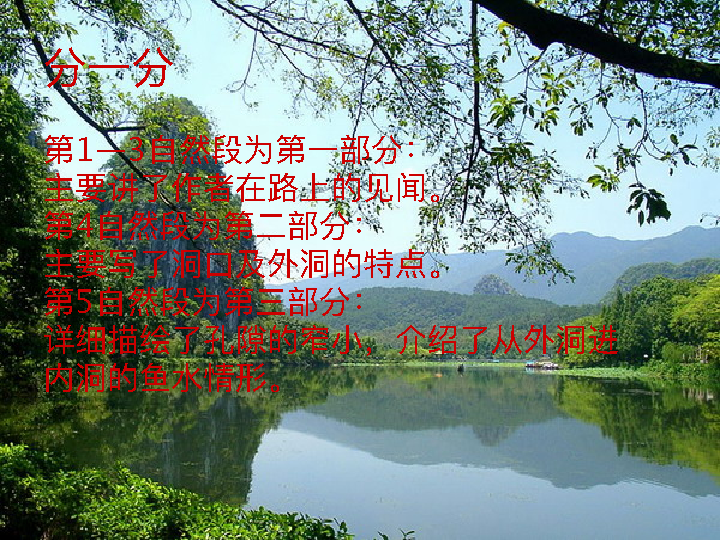 分一分
第1—3自然段为第一部分：
主要讲了作者在路上的见闻。
第4自然段为第二部分：
主要写了洞口及外洞的特点。
第5自然段为第三部分：
详细描绘了孔隙的窄小，介绍了从外洞进
内洞的鱼水情形。